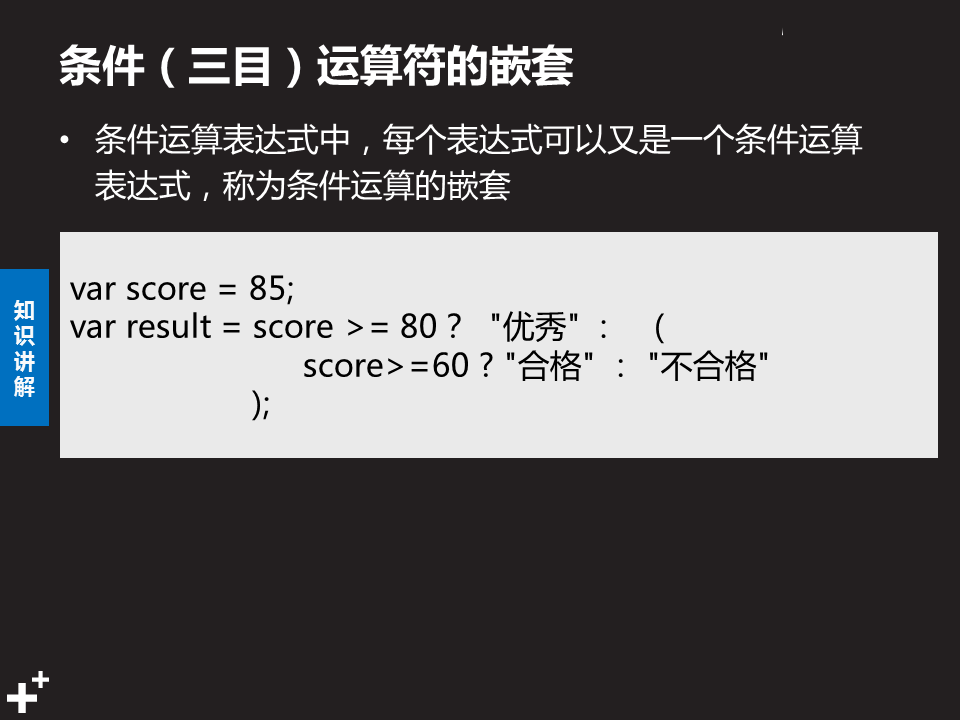 条件（三目）运算符的嵌套
• 条件运算表达式中，每个表达式可以又是一个条件运算
表达式，称为条件运算的嵌套
知识讲解
var score = 85;
var result = score >= 80 ? "优秀" : (
score>=60 ? "合格" : "不合格"
);